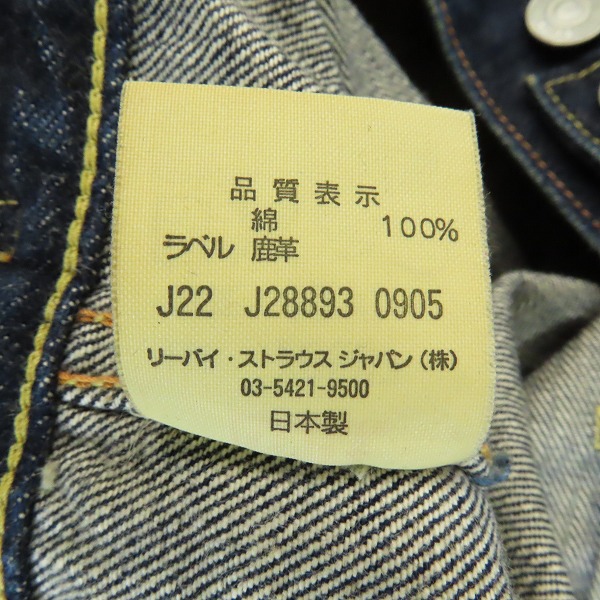 品質表示
綿 100%
ラベル 鹿革
J22 J28893 0905
リーバイ・ストラウス ジャパン（株）
03-5421-9500
日本製